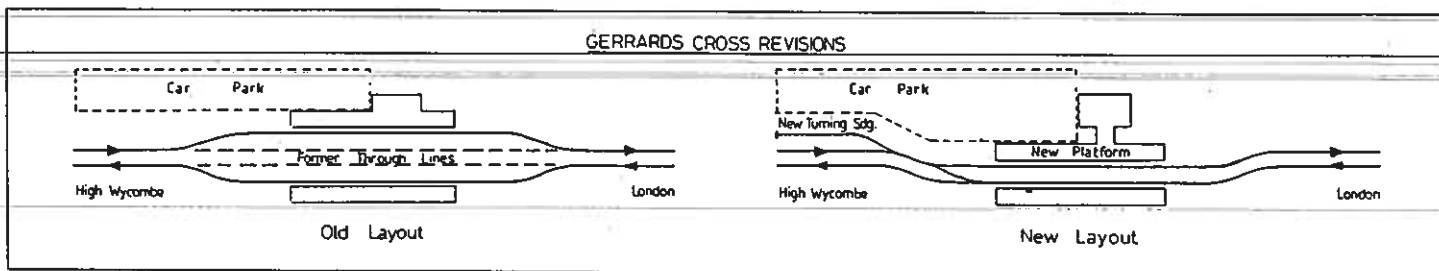 GERRARDS CROSS REVISIONS
Car Park
Former Through Lines
High Wycombe
London
Old Layout
Car Park
New Turning Sdg.
New Platform
High Wycombe
London
New Layout